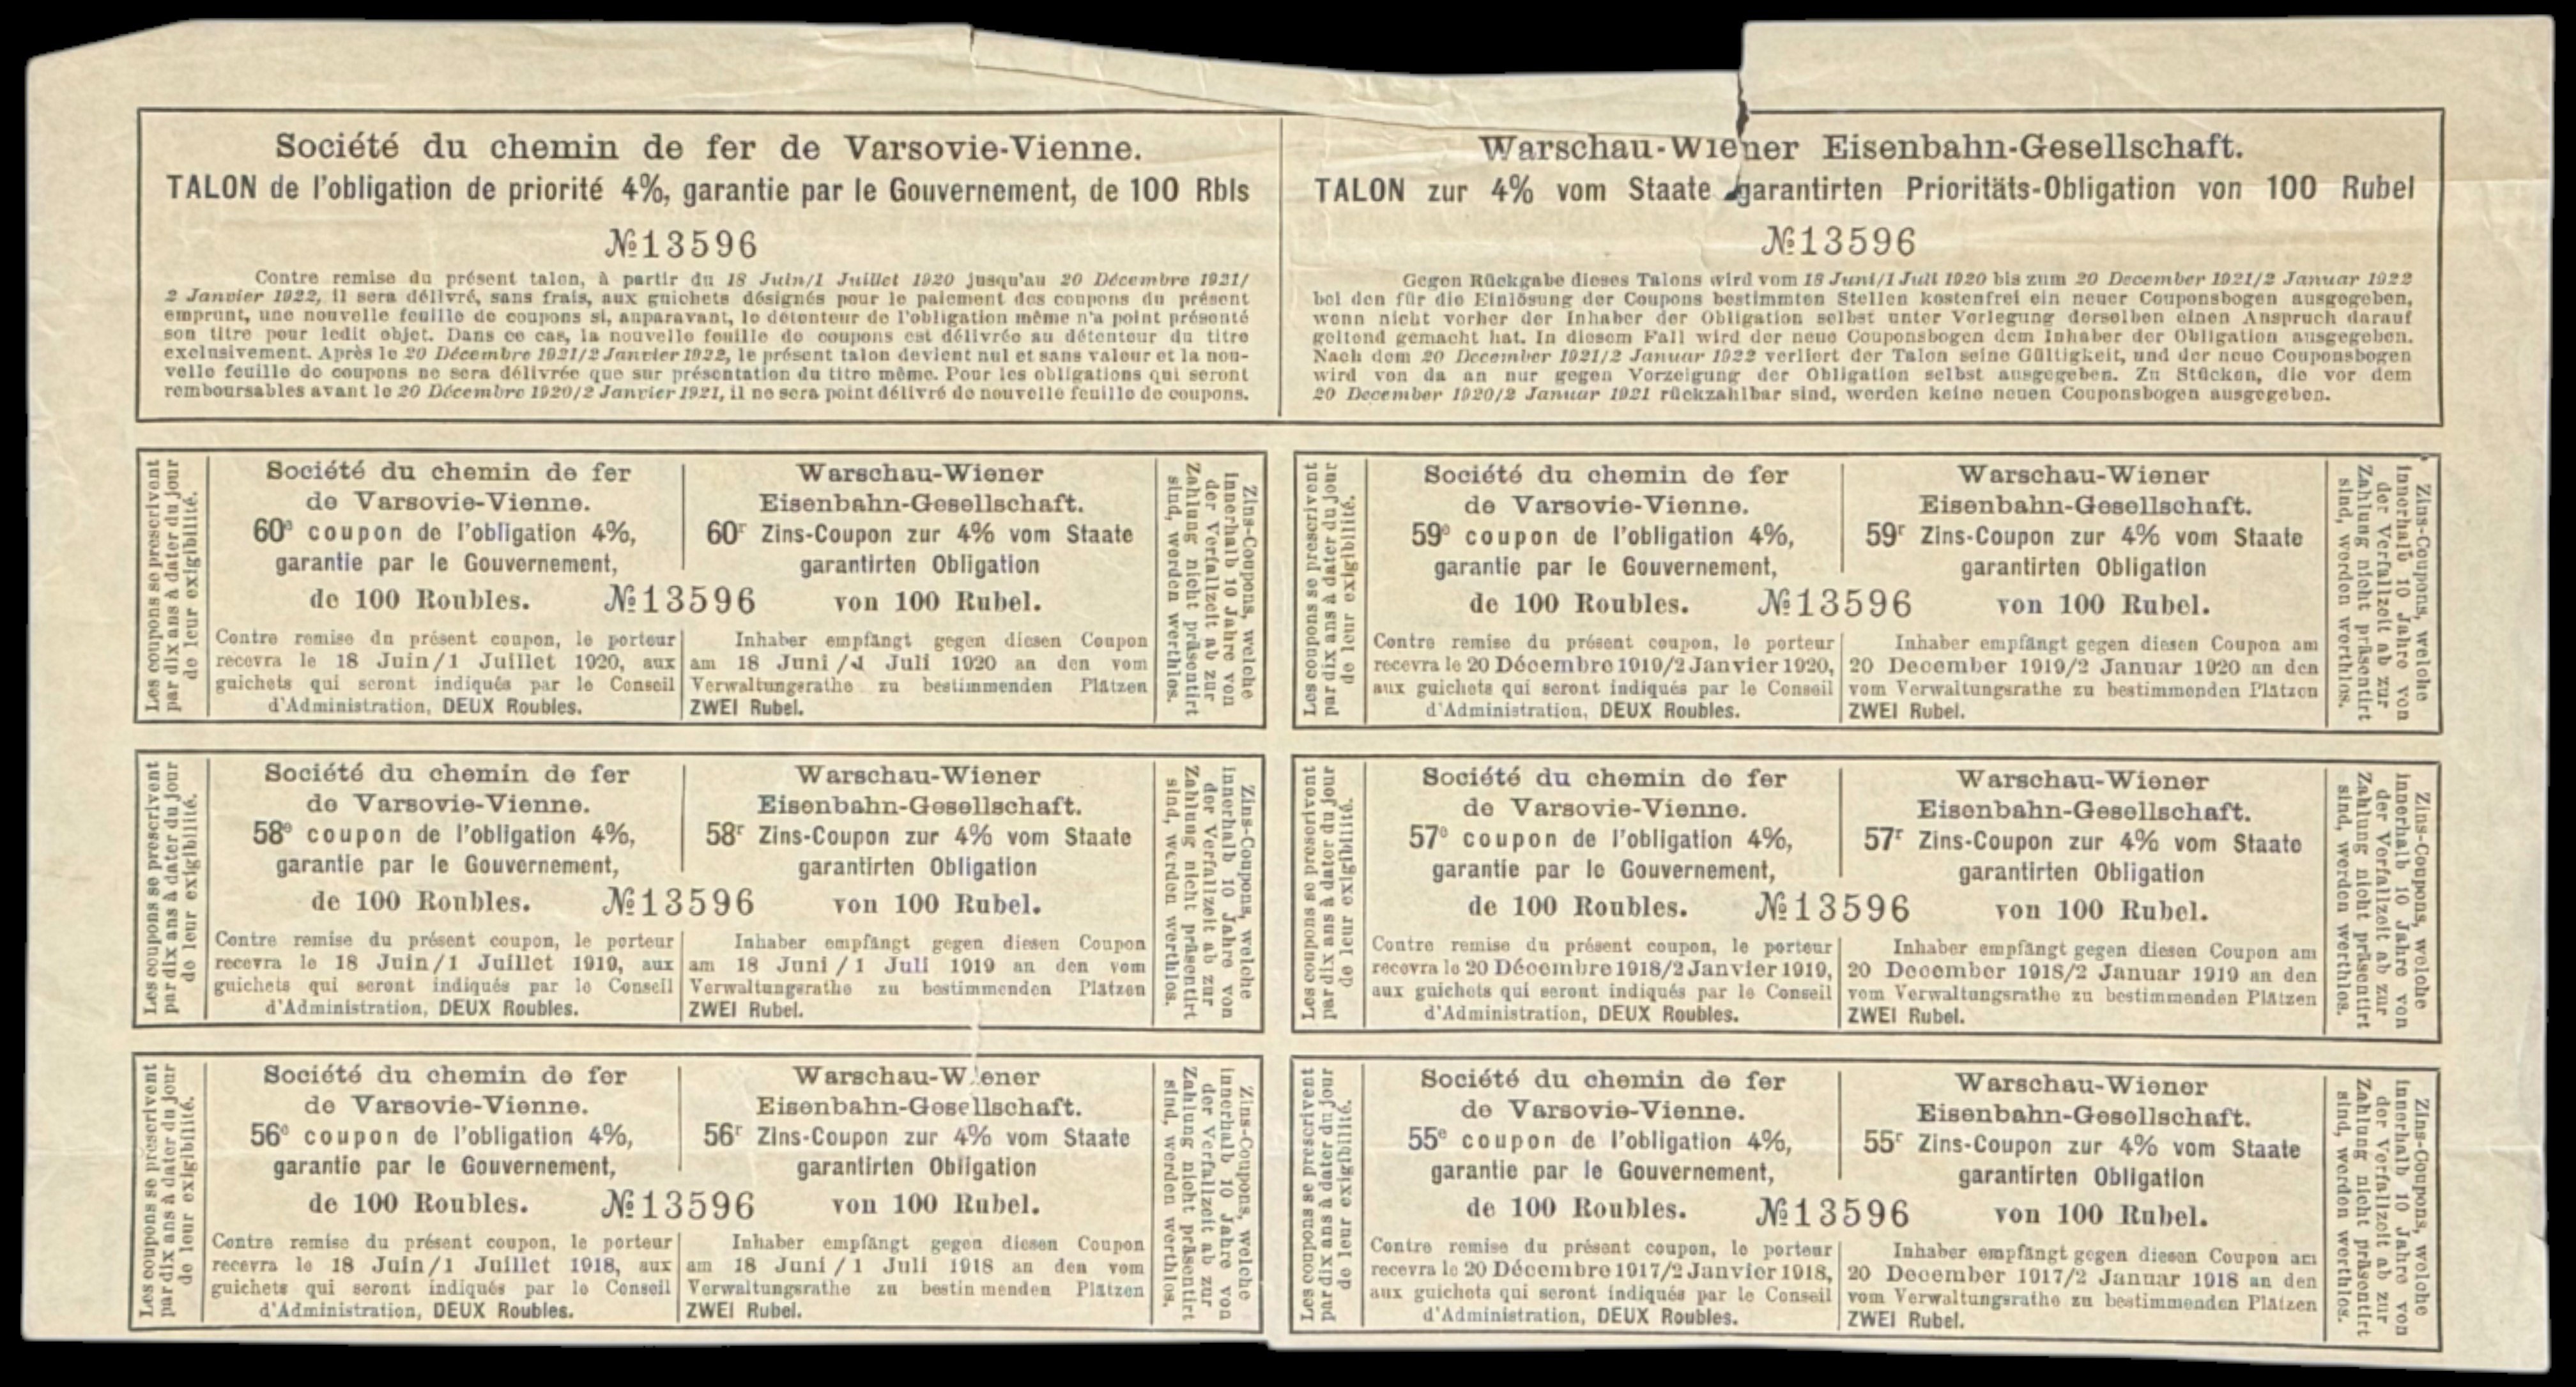 Société du chemin de fer de Varsovie-Vienne.
TALON de l'obligation de priorité 4%, garantie par le Gouvernement, de 100 Rbls
№13596
Contre remise du présent talon, à partir du 18 Juin/1 Juillet 1920 jusqu'au 20 Décembre 1921/
2 Janvier 1922, il sera délivré, sans frais, aux guichets désignés pour le paiement des coupons du présent
emprunt, une nouvelle feuille de coupons si, auparavant, le détenteur de l'obligation même n'a point présenté
son titre pour ledit objet. Dans ce cas, la nouvelle feuille de coupons est délivrée au détenteur du titre
exclusivement. Après le 20 Décembre 1921/2 Janvier 1922, le présent talon devient nul et sans valeur et la nou-
velle feuille de coupons ne sera délivrée que sur présentation du titre même. Pour les obligations qui seront
remboursables avant le 20 Décembre 1920/2 Janvier 1921, il ne sera point délivré de nouvelle feuille de coupons.
Warschau-Wiener Eisenbahn-Gesellschaft.
TALON zur 4% vom Staate garantirten Prioritäts-Obligation von 100 Rubel
№13596
Gegen Rückgabe dieses Talons wird vom 18 Juni/1 Juli 1920 bis zum 20 December 1921/2 Januar 1922
bei den für die Einlösung der Coupons bestimmten Stellen kostenfrei ein neuer Couponsbogen ausgegeben,
wenn nicht vorher der Inhaber der Obligation selbst unter Vorlegung derselben einen Anspruch darauf
geltend gemacht hat. In diesem Fall wird der neue Couponsbogen dem Inhaber der Obligation ausgegeben.
Nach dem 20 December 1921/2 Januar 1922 verliert der Talon seine Gültigkeit, und der neue Couponsbogen
wird von da an nur gegen Vorzeigung der Obligation selbst ausgegeben. Zu Stücken, die vor dem
20 December 1920/2 Januar 1921 rückzahlbar sind, werden keine neuen Couponsbogen ausgegeben.
Les coupons se prescrivent
par dix ans à dater du jour
de leur exigibilité.
Société du chemin de fer
de Varsovie-Vienne.
60e coupon de l'obligation 4%,
garantie par le Gouvernement,
de 100 Roubles.
№13596
Contre remise du présent coupon, le porteur
recevra le 18 Juin/1 Juillet 1920, aux
guichets qui seront indiqués par le Conseil
d'Administration, DEUX Roubles.
Warschau-Wiener
Eisenbahn-Gesellschaft.
60r Zins-Coupon zur 4% vom Staate
garantirten Obligation
von 100 Rubel.
Inhaber empfängt gegen diesen Coupon
am 18 Juni/1 Juli 1920 an den vom
Verwaltungsrathe zu bestimmenden Plätzen
ZWEI Rubel.
Zins-Coupons, welche
innerhalb 10 Jahre von
der Verfallzeit ab zur
Zahlung nicht präsentirt
sind, werden werthlos.
Les coupons se prescrivent
par dix ans à dater du jour
de leur exigibilité.
Société du chemin de fer
de Varsovie-Vienne.
59e coupon de l'obligation 4%,
garantie par le Gouvernement,
de 100 Roubles.
№13596
Contre remise du présent coupon, le porteur
recevra le 20 Décembre 1919/2 Janvier 1920,
aux guichets qui seront indiqués par le Conseil
d'Administration, DEUX Roubles.
Warschau-Wiener
Eisenbahn-Gesellschaft.
59r Zins-Coupon zur 4% vom Staate
garantirten Obligation
von 100 Rubel.
Inhaber empfängt gegen diesen Coupon am
20 December 1919/2 Januar 1920 an den
vom Verwaltungsrathe zu bestimmenden Plätzen
ZWEI Rubel.
Zins-Coupons, welche
innerhalb 10 Jahre von
der Verfallzeit ab zur
Zahlung nicht präsentirt
sind, werden werthlos.
Les coupons se prescrivent
par dix ans à dater du jour
de leur exigibilité.
Société du chemin de fer
de Varsovie-Vienne.
58e coupon de l'obligation 4%,
garantie par le Gouvernement,
de 100 Roubles.
№13596
Contre remise du présent coupon, le porteur
recevra le 18 Juin/1 Juillet 1919, aux
guichets qui seront indiqués par le Conseil
d'Administration, DEUX Roubles.
Warschau-Wiener
Eisenbahn-Gesellschaft.
58r Zins-Coupon zur 4% vom Staate
garantirten Obligation
von 100 Rubel.
Inhaber empfängt gegen diesen Coupon
am 18 Juni/1 Juli 1919 an den vom
Verwaltungsrathe zu bestimmenden Plätzen
ZWEI Rubel.
Zins-Coupons, welche
innerhalb 10 Jahre von
der Verfallzeit ab zur
Zahlung nicht präsentirt
sind, werden werthlos.
Les coupons se prescrivent
par dix ans à dater du jour
de leur exigibilité.
Société du chemin de fer
de Varsovie-Vienne.
57e coupon de l'obligation 4%,
garantie par le Gouvernement,
de 100 Roubles.
№13596
Contre remise du présent coupon, le porteur
recevra le 20 Décembre 1918/2 Janvier 1919,
aux guichets qui seront indiqués par le Conseil
d'Administration, DEUX Roubles.
Warschau-Wiener
Eisenbahn-Gesellschaft.
57r Zins-Coupon zur 4% vom Staate
garantirten Obligation
von 100 Rubel.
Inhaber empfängt gegen diesen Coupon am
20 December 1918/2 Januar 1919 an den
vom Verwaltungsrathe zu bestimmenden Plätzen
ZWEI Rubel.
Zins-Coupons, welche
innerhalb 10 Jahre von
der Verfallzeit ab zur
Zahlung nicht präsentirt
sind, werden werthlos.
Les coupons se prescrivent
par dix ans à dater du jour
de leur exigibilité.
Société du chemin de fer
de Varsovie-Vienne.
56e coupon de l'obligation 4%,
garantie par le Gouvernement,
de 100 Roubles.
№13596
Contre remise du présent coupon, le porteur
recevra le 18 Juin/1 Juillet 1918, aux
guichets qui seront indiqués par le Conseil
d'Administration, DEUX Roubles.
Warschau-Wiener
Eisenbahn-Gesellschaft.
56r Zins-Coupon zur 4% vom Staate
garantirten Obligation
von 100 Rubel.
Inhaber empfängt gegen diesen Coupon
am 18 Juni/1 Juli 1918 an den vom
Verwaltungsrathe zu bestimmenden Plätzen
ZWEI Rubel.
Zins-Coupons, welche
innerhalb 10 Jahre von
der Verfallzeit ab zur
Zahlung nicht präsentirt
sind, werden werthlos.
Les coupons se prescrivent
par dix ans à dater du jour
de leur exigibilité.
Société du chemin de fer
de Varsovie-Vienne.
55e coupon de l'obligation 4%,
garantie par le Gouvernement,
de 100 Roubles.
№13596
Contre remise du présent coupon, le porteur
recevra le 20 Décembre 1917/2 Janvier 1918,
aux guichets qui seront indiqués par le Conseil
d'Administration, DEUX Roubles.
Warschau-Wiener
Eisenbahn-Gesellschaft.
55r Zins-Coupon zur 4% vom Staate
garantirten Obligation
von 100 Rubel.
Inhaber empfängt gegen diesen Coupon am
20 December 1917/2 Januar 1918 an den
vom Verwaltungsrathe zu bestimmenden Plätzen
ZWEI Rubel.
Zins-Coupons, welche
innerhalb 10 Jahre von
der Verfallzeit ab zur
Zahlung nicht präsentirt
sind, werden werthlos.